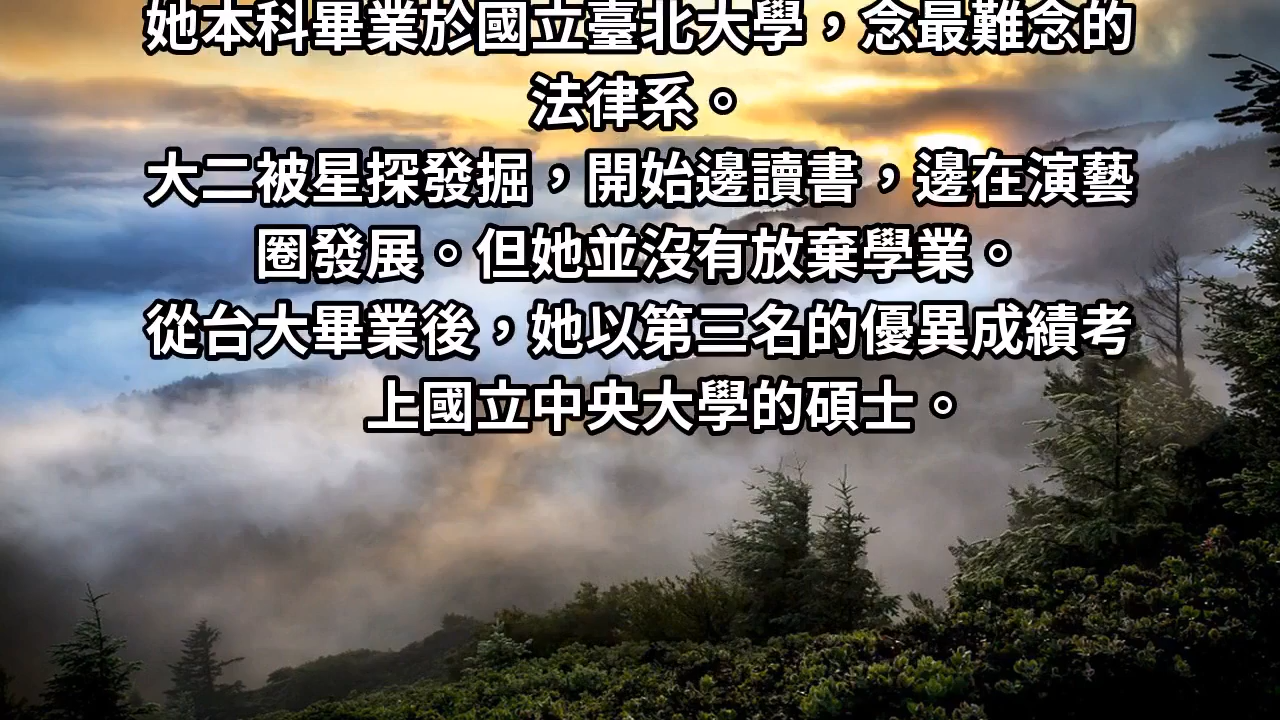 她本科畢業於國立臺北大學，念最難念的
法律系。
大二被星探發掘，開始邊讀書，邊在演藝
圈發展。但她並沒有放棄學業。
從台大畢業後，她以第三名的優異成績考
上國立中央大學的碩士。